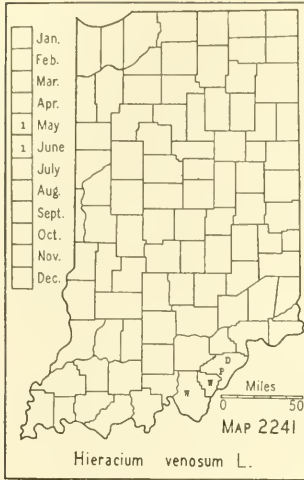 Jan.
Feb.
Mar.
Apr.
1 May
1 June
July
Aug.
Sept.
Oct.
Nov.
Dec.
D
P
W W
Miles
0 50
MAP 2241
Hieracium venosum L.